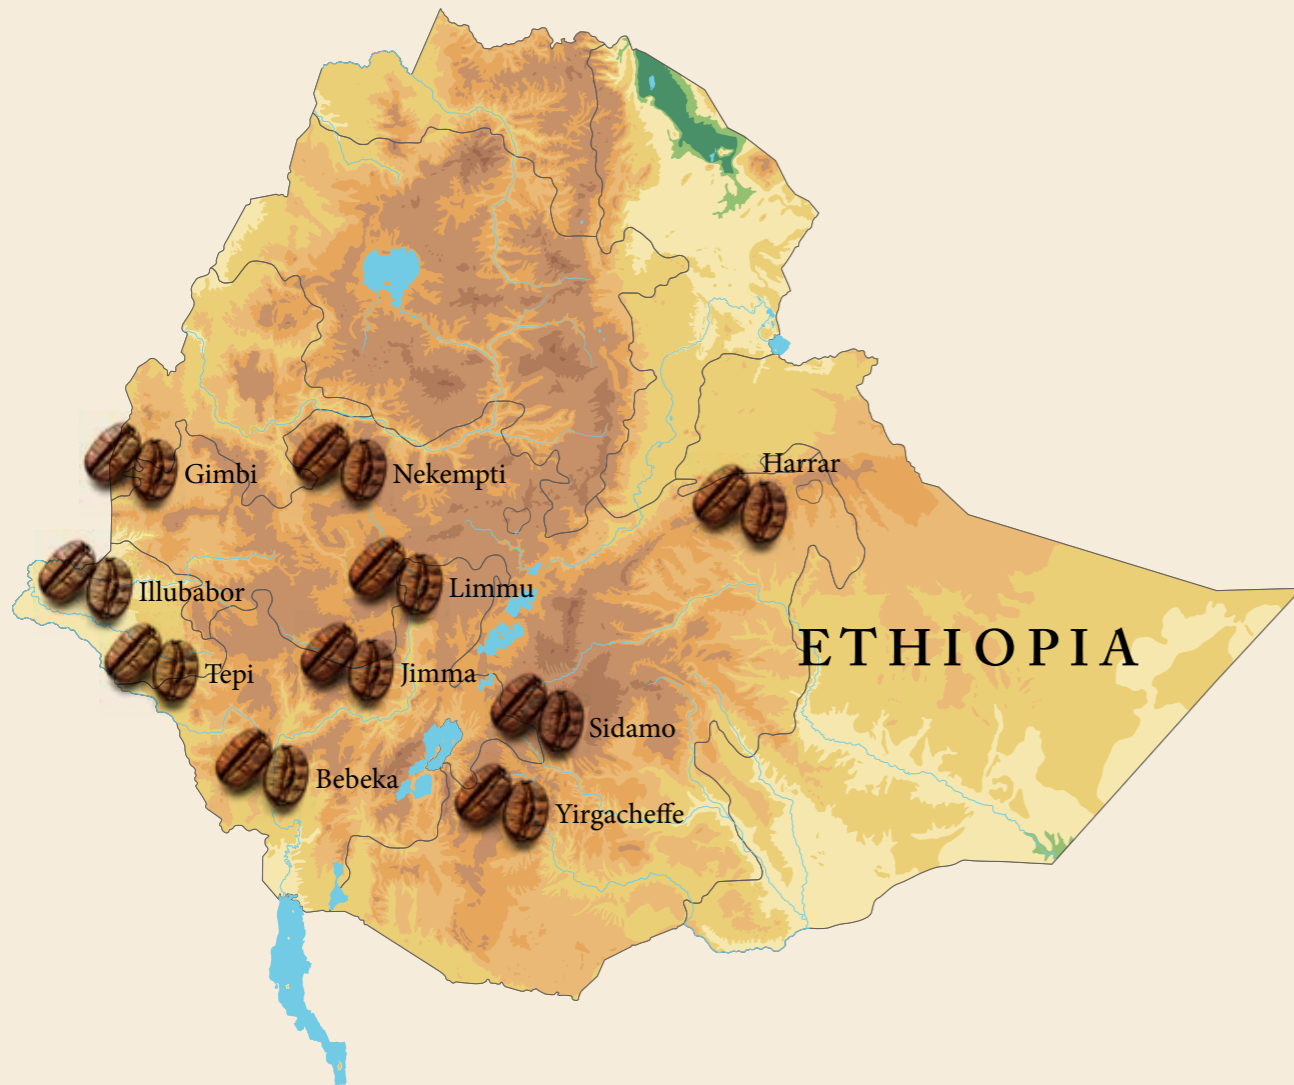 Harrar
Gimbi
Nekempti
Illubabor
Limmu
ETHIOPIA
Tepi
Jimma
Sidamo
Bebeka
Yirgacheffe